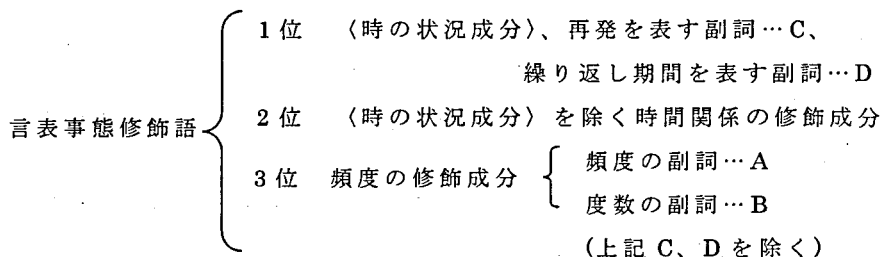 1位 〈時の状況成分〉、再発を表す副詞…C、
繰り返し期間を表す副詞…D
言表事態修飾語
2位 〈時の状況成分〉を除く時間関係の修飾成分
3位 頻度の修飾成分
頻度の副詞…A
度数の副詞…B
(上記 C、D を除く)